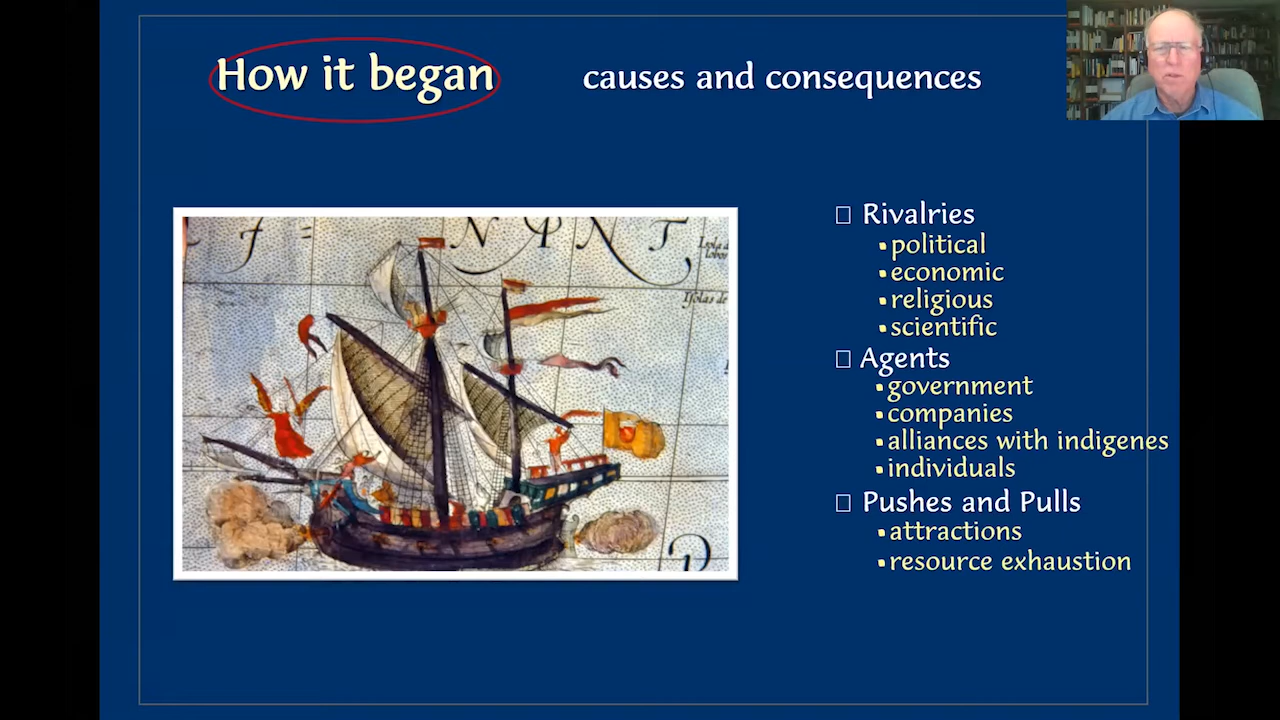 How it began
causes and consequences
Rivalries
▪political
▪economic
▪religious
▪scientific
Agents
▪government
▪companies
▪alliances with indigenes
▪individuals
Pushes and Pulls
▪attractions
▪resource exhaustion